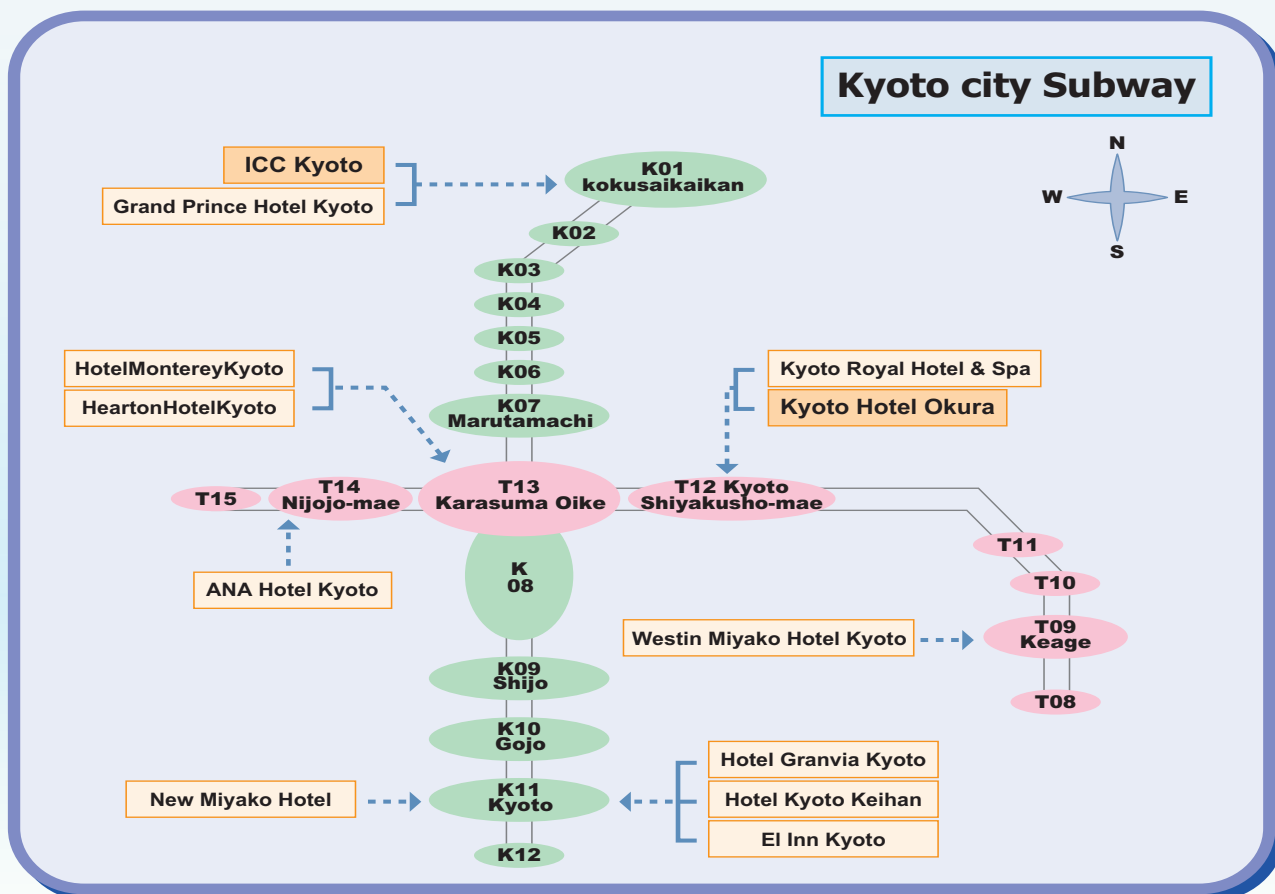 Kyoto city Subway
N
W
E
S
ICC Kyoto
Grand Prince Hotel Kyoto
K01
kokusaikaikan
K02
K03
K04
K05
K06
HotelMontereyKyoto
HeartonHotelKyoto
K07
Marutamachi
Kyoto Royal Hotel & Spa
Kyoto Hotel Okura
T15
T14
Nijojo-mae
T13
Karasuma Oike
T12 Kyoto
Shiyakusho-mae
T11
T10
K
08
ANA Hotel Kyoto
Westin Miyako Hotel Kyoto
T09
Keage
T08
K09
Shijo
K10
Gojo
New Miyako Hotel
K11
Kyoto
Hotel Granvia Kyoto
Hotel Kyoto Keihan
El Inn Kyoto
K12